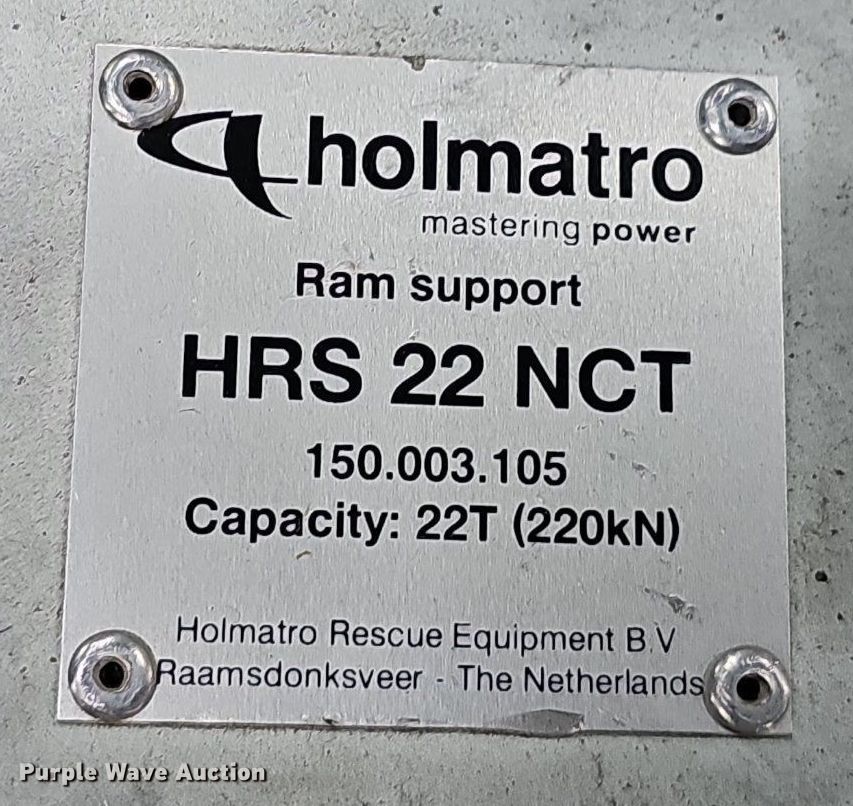 holmatro
mastering power
Ram support
HRS 22 NCT
150.003.105
Capacity: 22T (220kN)
Holmatro Rescue Equipment B.V
Raamsdonksveer - The Netherlands
Purple Wave Auction